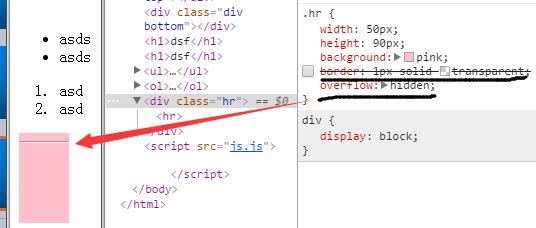 • asds
• asds
1. asd
2. asd
top"></div>
<div class="div
bottom"></div>
<h1>dsf</h1>
<h1>dsf</h1>
▶<ul>…</ul>
▶<ol>…</ol>
… ▼<div class="hr"> == $0
<hr>
</div>
<script src="js.js">
</script>
</body>
</html>
.hr {
width: 50px;
height: 90px;
background:▶pink;
border: 1px solid transparent;
overflow:▶hidden;
}
div {
display: block;
}